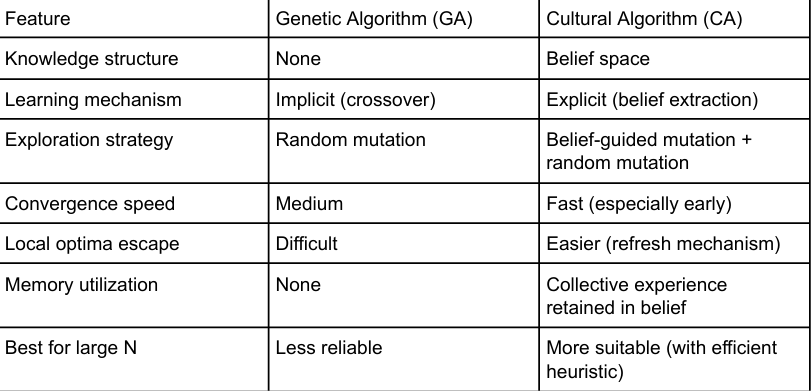 Feature Genetic Algorithm (GA) Cultural Algorithm (CA)
Knowledge structure None Belief space
Learning mechanism Implicit (crossover) Explicit (belief extraction)
Exploration strategy Random mutation Belief-guided mutation +
random mutation
Convergence speed Medium Fast (especially early)
Local optima escape Difficult Easier (refresh mechanism)
Memory utilization None Collective experience
retained in belief
Best for large N Less reliable More suitable (with efficient
heuristic)